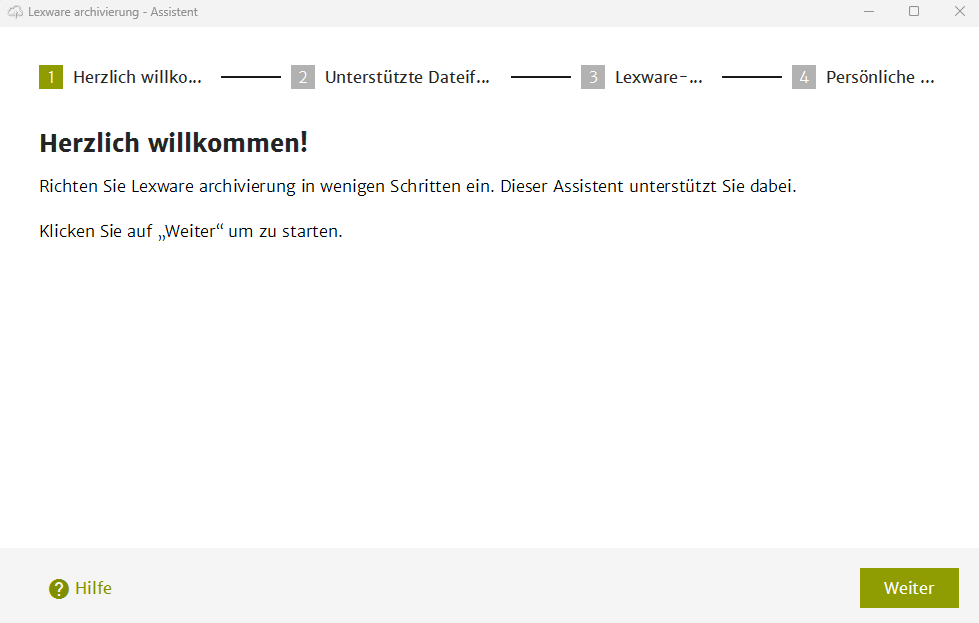 Lexware archivierung - Assistent
1 Herzlich willko... 2 Unterstützte Dateif... 3 Lexware-... 4 Persönliche ...
Herzlich willkommen!
Richten Sie Lexware archivierung in wenigen Schritten ein. Dieser Assistent unterstützt Sie dabei.
Klicken Sie auf „Weiter“ um zu starten.
? Hilfe
Weiter